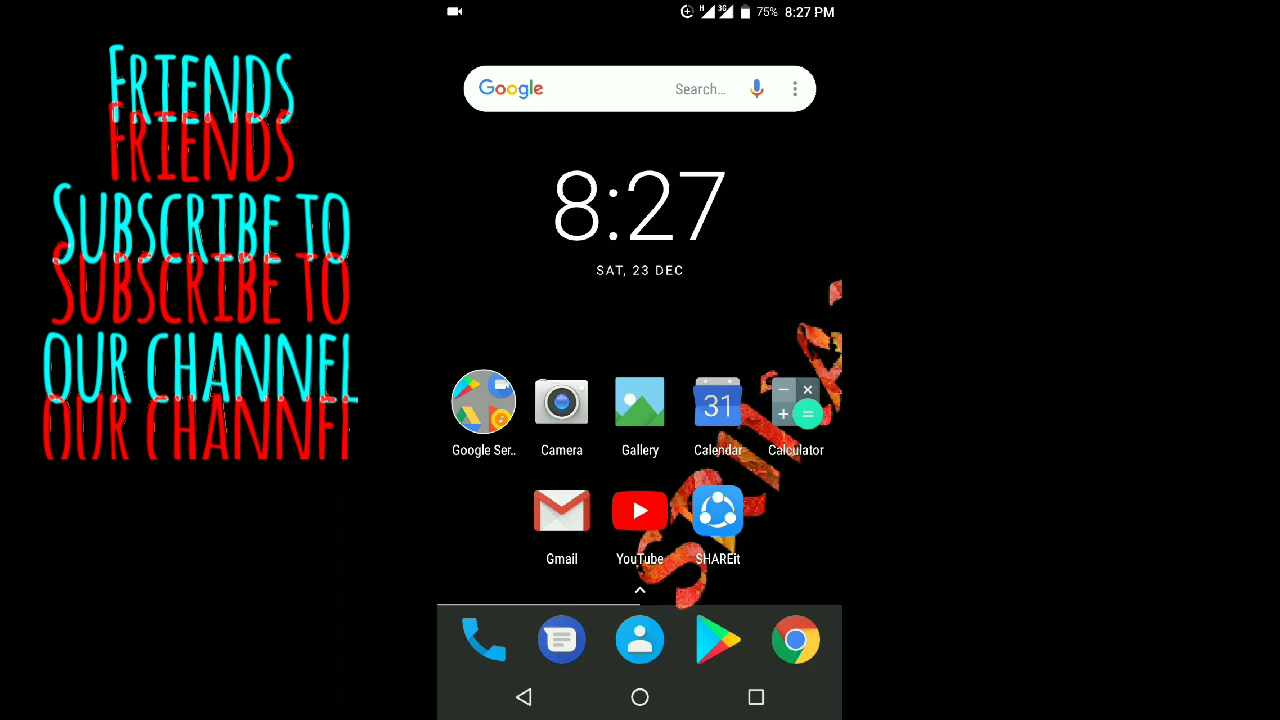 Friends
Friends
Subscribe to
Subscribe to
our channel
our channel
H 3G 75% 8:27 PM
Google Search...
8:27
SAT, 23 DEC
31
Google Ser.. Camera Gallery Calendar Calculator
Gmail YouTube SHAREit